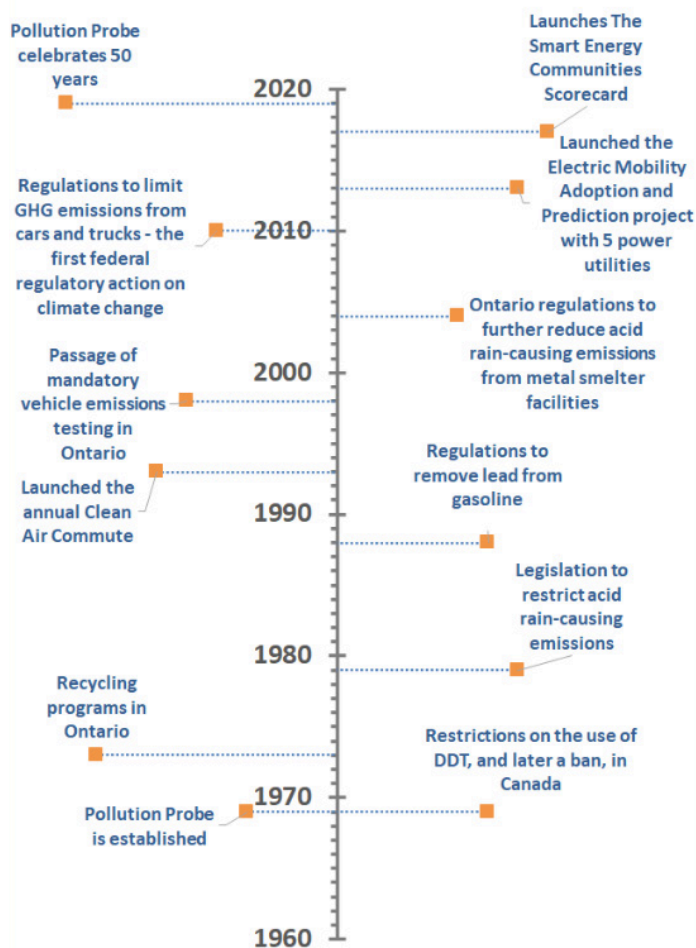 Pollution Probe
celebrates 50
years
Launches The
Smart Energy
Communities
Scorecard
2020
Launched the
Electric Mobility
Adoption and
Prediction project
with 5 power
utilities
Regulations to limit
GHG emissions from
cars and trucks - the
first federal
regulatory action on
climate change
2010
Ontario regulations to
further reduce acid
rain-causing emissions
from metal smelter
facilities
Passage of
mandatory
vehicle emissions
testing in
Ontario
2000
Regulations to
remove lead from
gasoline
Launched the
annual Clean
Air Commute
1990
Legislation to
restrict acid
rain-causing
emissions
1980
Recycling
programs in
Ontario
Restrictions on the use of
DDT, and later a ban, in
Canada
1970
Pollution Probe
is established
1960